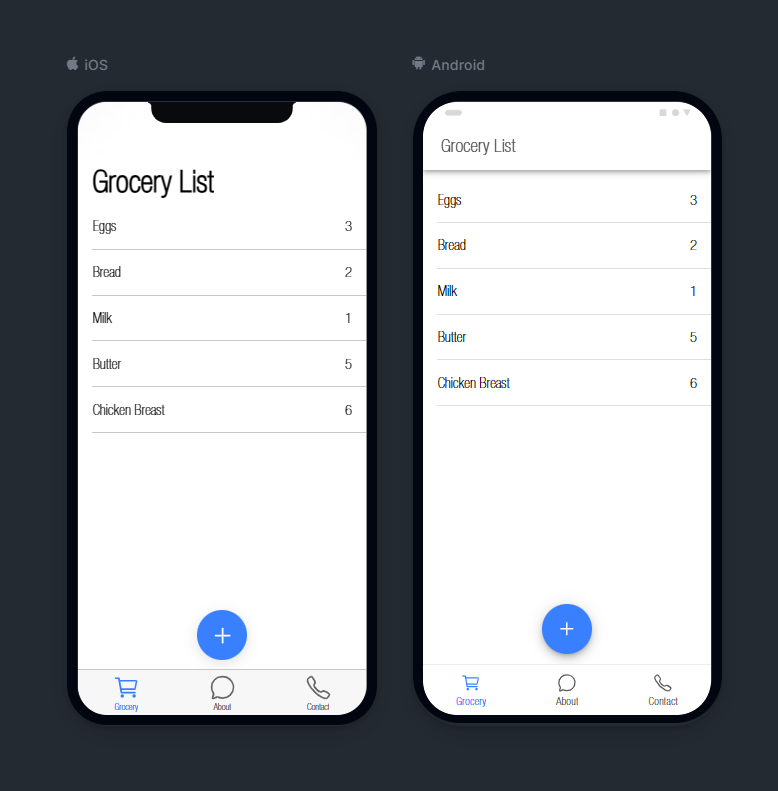 iOS
Grocery List
Eggs 3
Bread 2
Milk 1
Butter 5
Chicken Breast 6
Grocery About Contact
Android
Grocery List
Eggs 3
Bread 2
Milk 1
Butter 5
Chicken Breast 6
Grocery About Contact